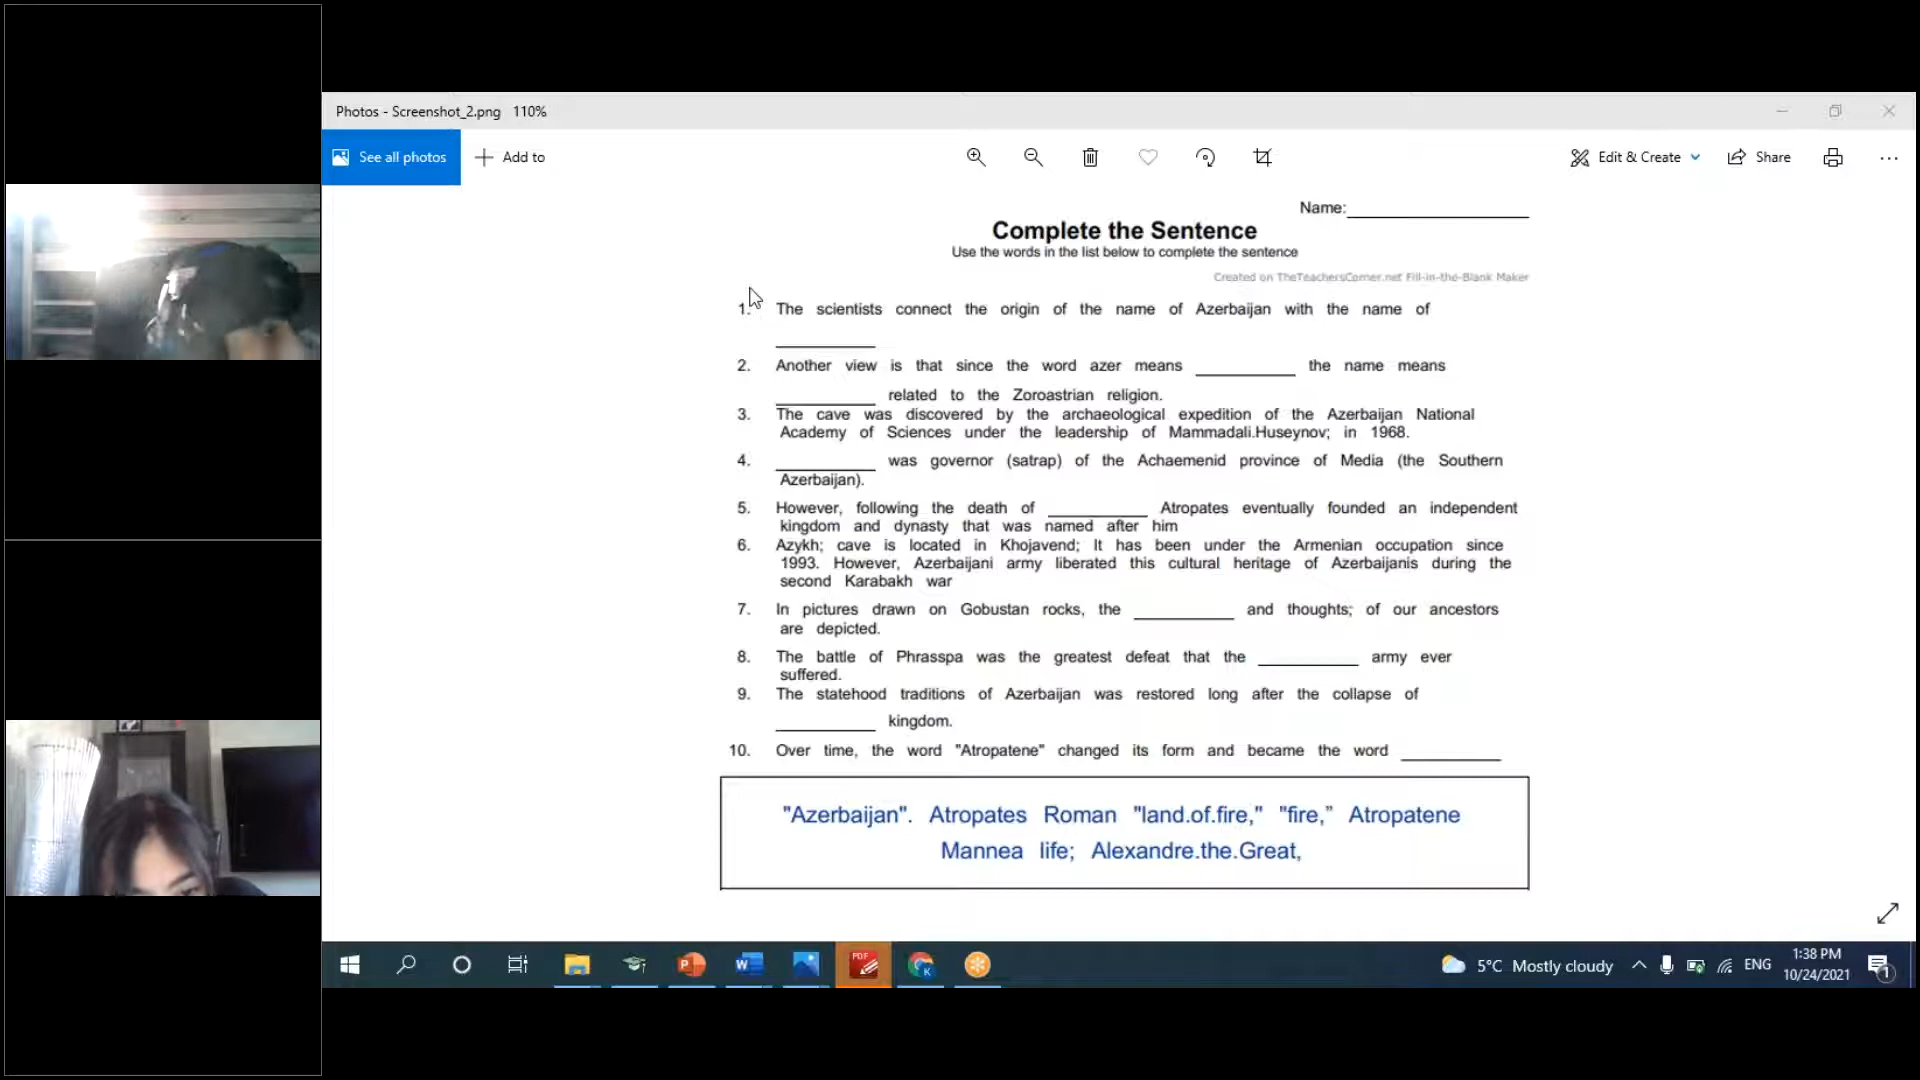 Photos - Screenshot_2.png 110%
See all photos
Add to
Edit & Create
Share
Name:
Complete the Sentence
Use the words in the list below to complete the sentence
Created on TheTeachersCorner.net Fill-in-the-Blank Maker
1. The scientists connect the origin of the name of Azerbaijan with the name of
2. Another view is that since the word azer means __________ the name means
__________ related to the Zoroastrian religion.
3. The cave was discovered by the archaeological expedition of the Azerbaijan National
Academy of Sciences under the leadership of Mammadali.Huseynov; in 1968.
4. __________ was governor (satrap) of the Achaemenid province of Media (the Southern
Azerbaijan).
5. However, following the death of __________ Atropates eventually founded an independent
kingdom and dynasty that was named after him
6. Azykh; cave is located in Khojavend; It has been under the Armenian occupation since
1993. However, Azerbaijani army liberated this cultural heritage of Azerbaijanis during the
second Karabakh war
7. In pictures drawn on Gobustan rocks, the __________ and thoughts; of our ancestors
are depicted.
8. The battle of Phrasspa was the greatest defeat that the __________ army ever
suffered.
9. The statehood traditions of Azerbaijan was restored long after the collapse of
__________ kingdom.
10. Over time, the word "Atropatene" changed its form and became the word __________
"Azerbaijan". Atropates Roman "land.of.fire," "fire,” Atropatene
Mannea life; Alexandre.the.Great,
5°C Mostly cloudy
ENG
1:38 PM
10/24/2021
1